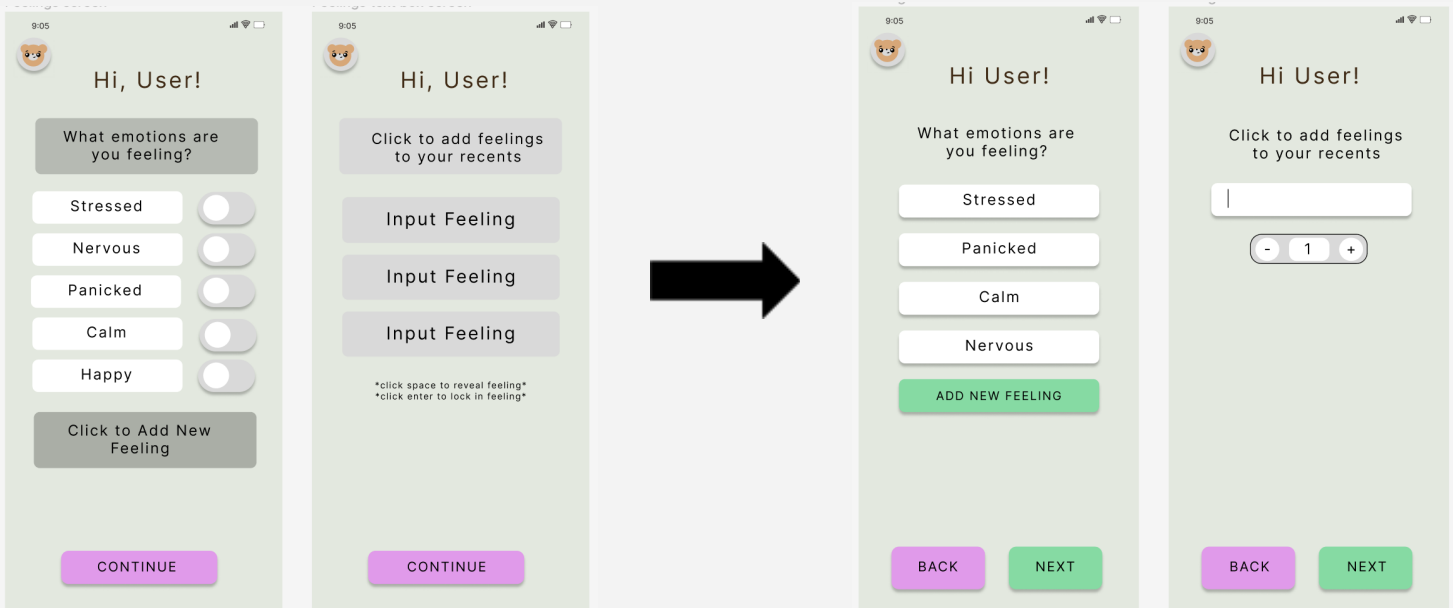 9:05
Hi, User!
What emotions are
you feeling?
Stressed
Nervous
Panicked
Calm
Happy
Click to Add New
Feeling
CONTINUE
9:05
Hi, User!
Click to add feelings
to your recents
Input Feeling
Input Feeling
Input Feeling
*click space to reveal feeling*
*click enter to lock in feeling*
CONTINUE
9:05
Hi User!
What emotions are
you feeling?
Stressed
Panicked
Calm
Nervous
ADD NEW FEELING
BACK
NEXT
9:05
Hi User!
Click to add feelings
to your recents
- 1 +
BACK
NEXT